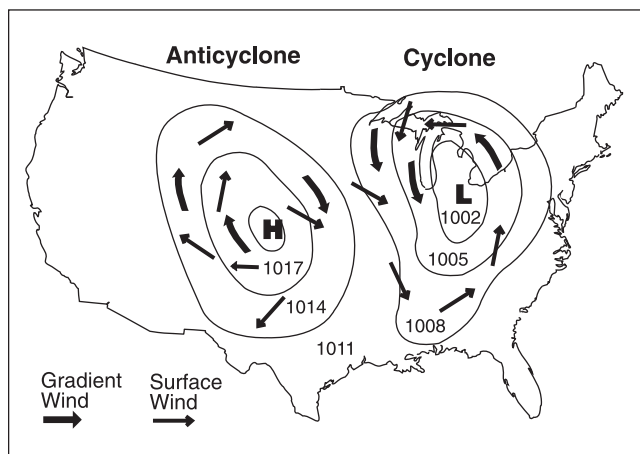 Anticyclone
Cyclone
H
1017
1014
1011
L
1002
1005
1008
Gradient
Wind
Surface
Wind